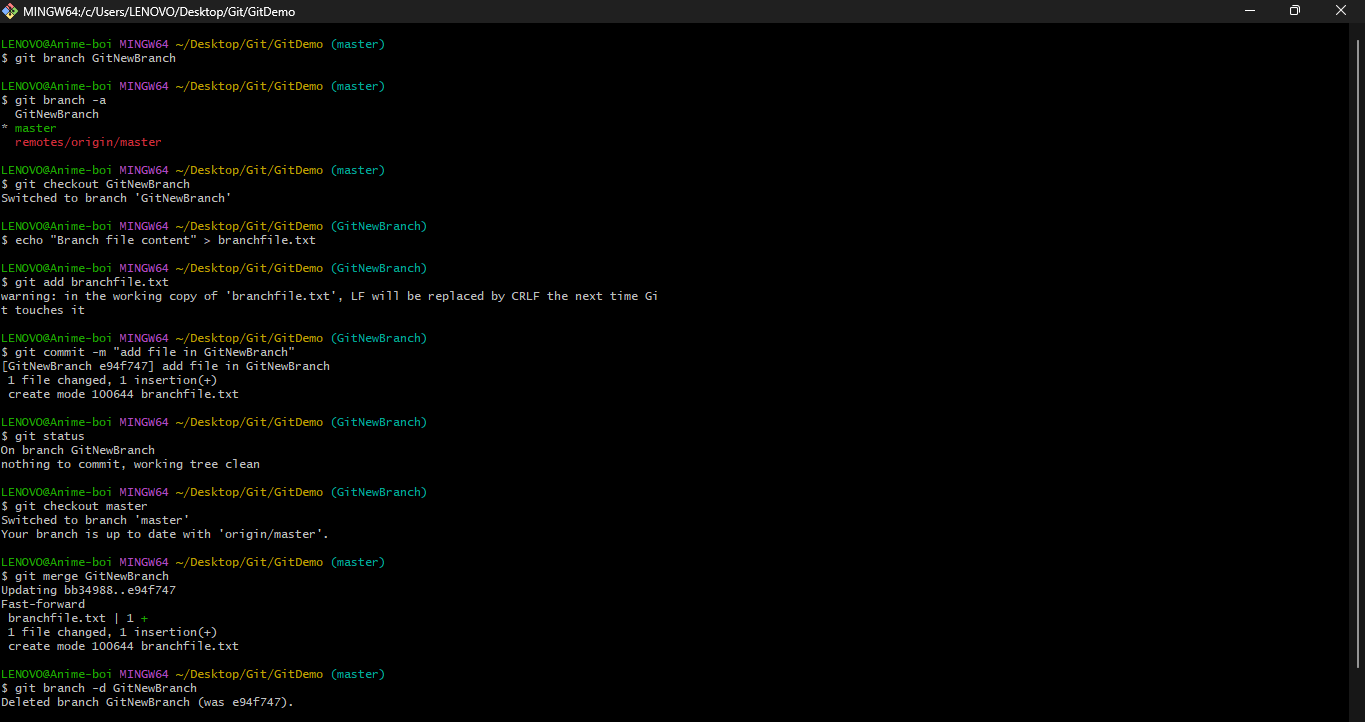 MINGW64:/c/Users/LENOVO/Desktop/Git/GitDemo
LENOVO@Anime-boi MINGW64 ~/Desktop/Git/GitDemo (master)
$ git branch GitNewBranch
LENOVO@Anime-boi MINGW64 ~/Desktop/Git/GitDemo (master)
$ git branch -a
  GitNewBranch
* master
  remotes/origin/master
LENOVO@Anime-boi MINGW64 ~/Desktop/Git/GitDemo (master)
$ git checkout GitNewBranch
Switched to branch 'GitNewBranch'
LENOVO@Anime-boi MINGW64 ~/Desktop/Git/GitDemo (GitNewBranch)
$ echo "Branch file content" > branchfile.txt
LENOVO@Anime-boi MINGW64 ~/Desktop/Git/GitDemo (GitNewBranch)
$ git add branchfile.txt
warning: in the working copy of 'branchfile.txt', LF will be replaced by CRLF the next time Gi
t touches it
LENOVO@Anime-boi MINGW64 ~/Desktop/Git/GitDemo (GitNewBranch)
$ git commit -m "add file in GitNewBranch"
[GitNewBranch e94f747] add file in GitNewBranch
 1 file changed, 1 insertion(+)
 create mode 100644 branchfile.txt
LENOVO@Anime-boi MINGW64 ~/Desktop/Git/GitDemo (GitNewBranch)
$ git status
On branch GitNewBranch
nothing to commit, working tree clean
LENOVO@Anime-boi MINGW64 ~/Desktop/Git/GitDemo (GitNewBranch)
$ git checkout master
Switched to branch 'master'
Your branch is up to date with 'origin/master'.
LENOVO@Anime-boi MINGW64 ~/Desktop/Git/GitDemo (master)
$ git merge GitNewBranch
Updating bb34988..e94f747
Fast-forward
 branchfile.txt | 1 +
 1 file changed, 1 insertion(+)
 create mode 100644 branchfile.txt
LENOVO@Anime-boi MINGW64 ~/Desktop/Git/GitDemo (master)
$ git branch -d GitNewBranch
Deleted branch GitNewBranch (was e94f747).